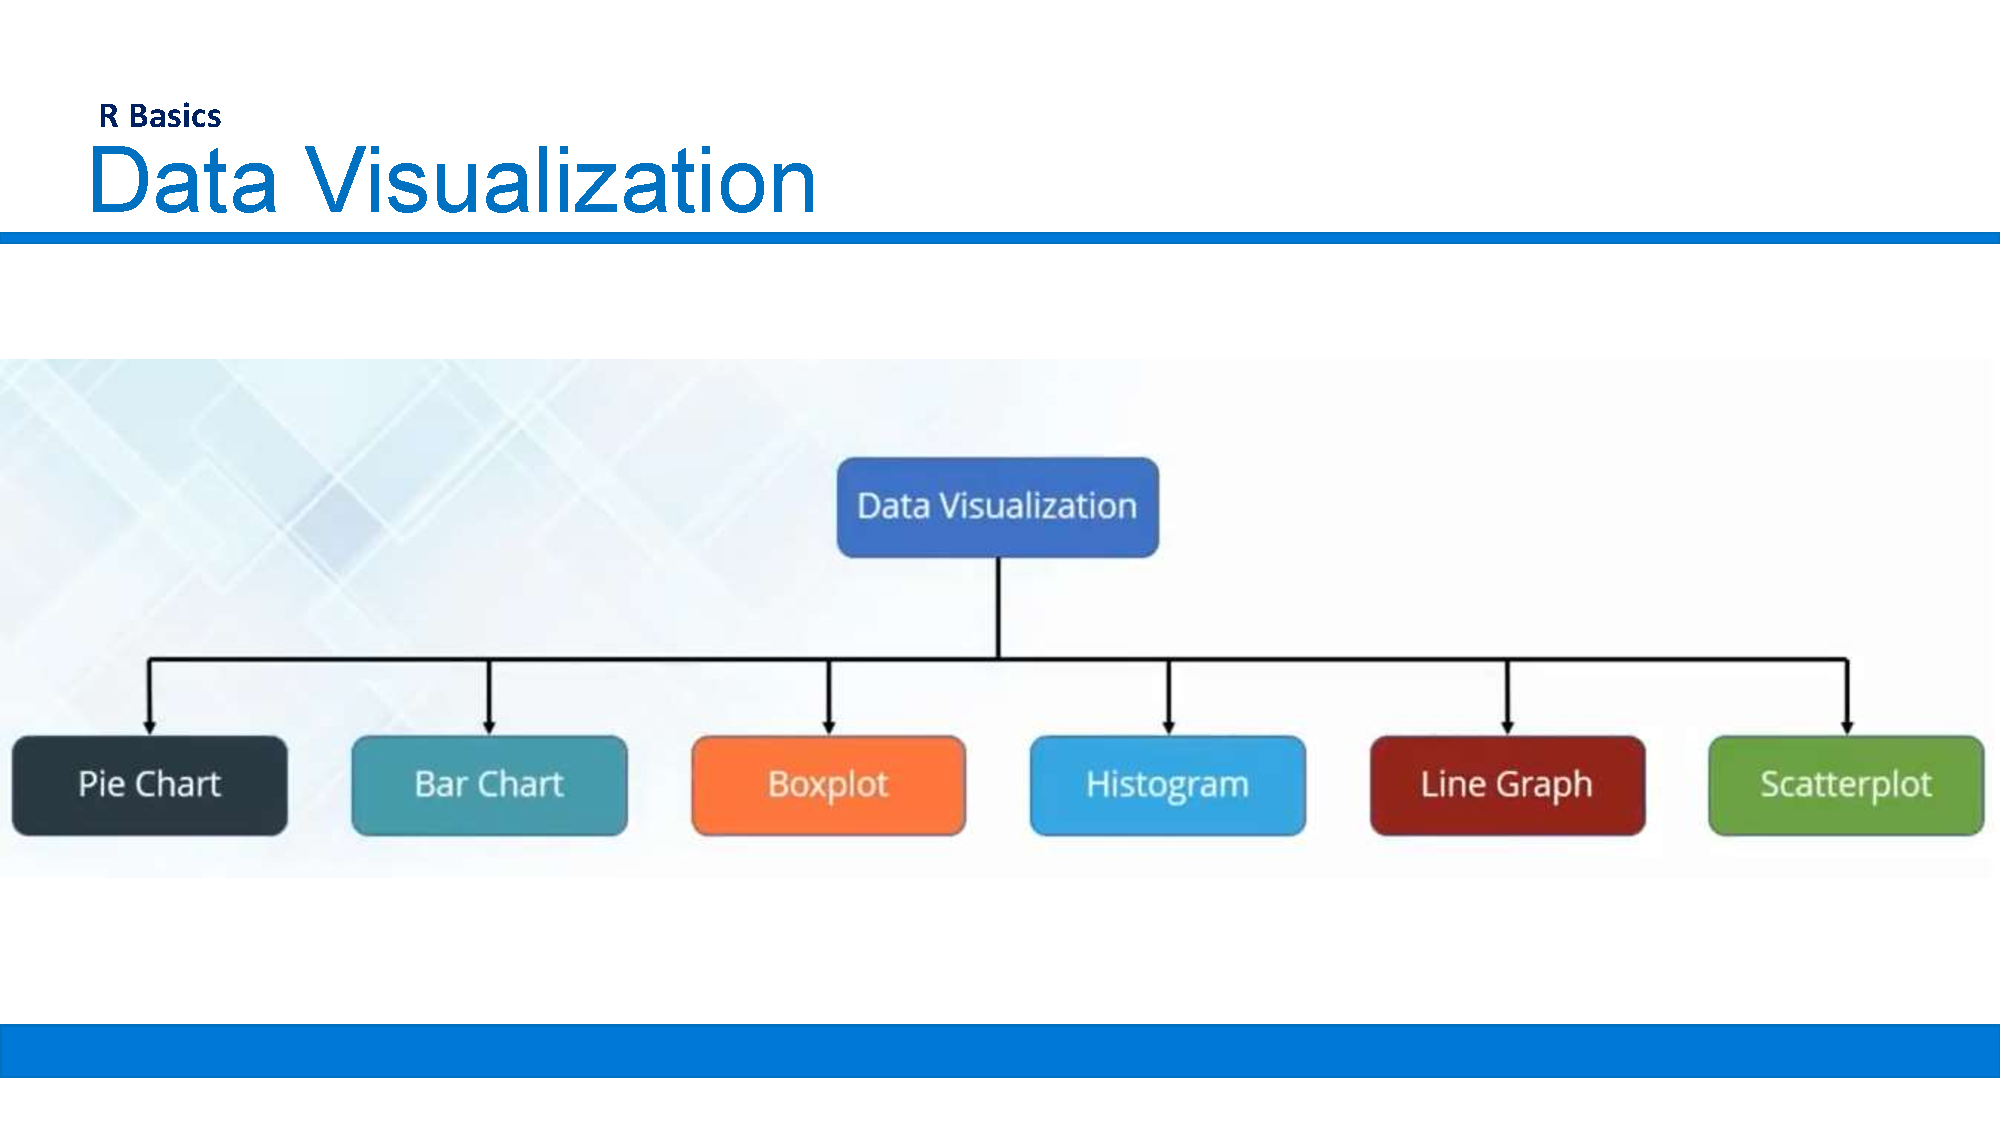 R Basics
Data Visualization
Data Visualization
Pie Chart
Bar Chart
Boxplot
Histogram
Line Graph
Scatterplot